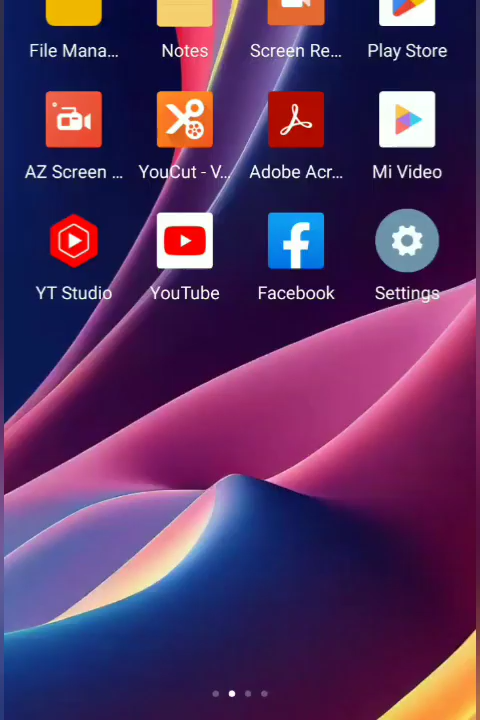 File Mana... Notes Screen Re... Play Store
AZ Screen ... YouCut - V... Adobe Acr... Mi Video
YT Studio YouTube Facebook Settings